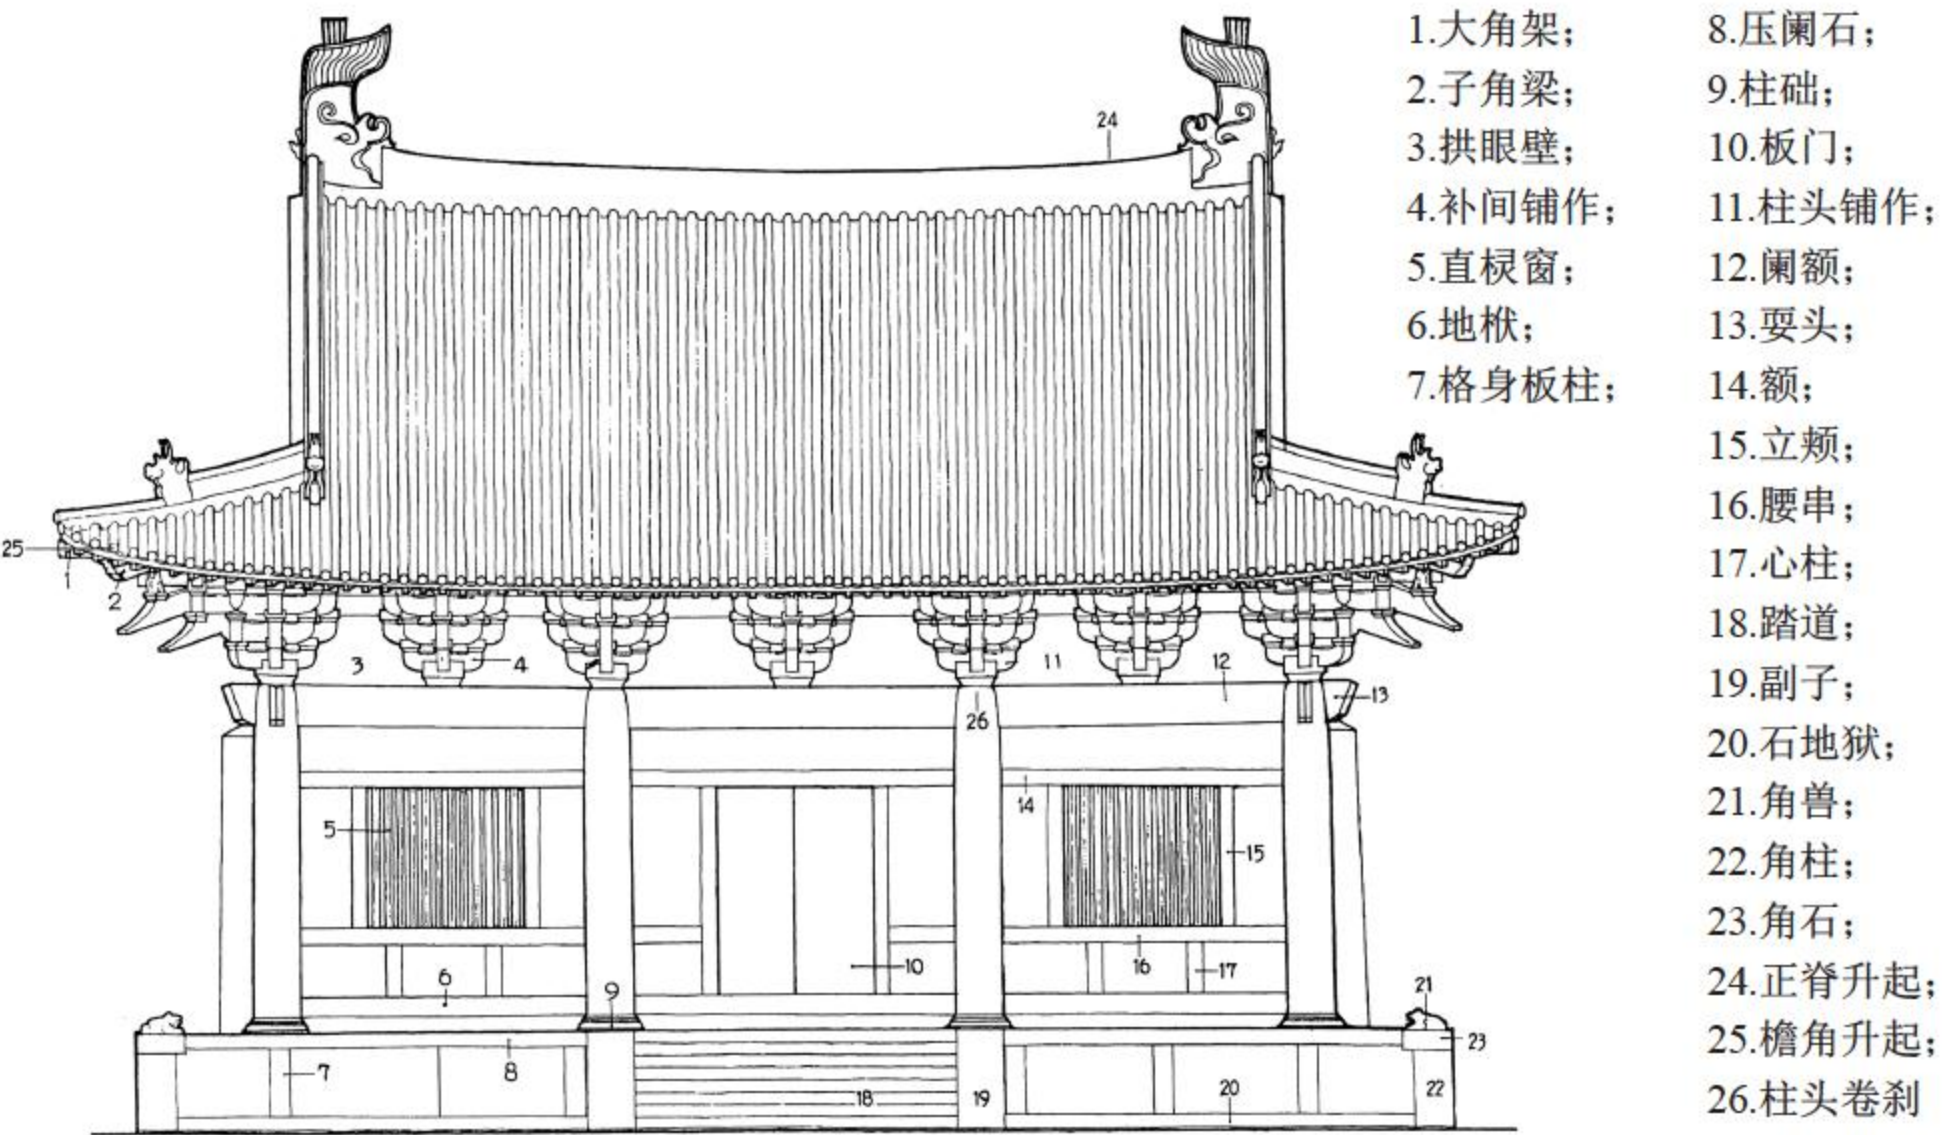 1.大角架；
2.子角梁；
3.拱眼壁；
4.补间铺作；
5.直棂窗；
6.地栿；
7.格身板柱；
8.压阑石；
9.柱础；
10.板门；
11.柱头铺作；
12.阑额；
13.耍头；
14.额；
15.立颊；
16.腰串；
17.心柱；
18.踏道；
19.副子；
20.石地狱；
21.角兽；
22.角柱；
23.角石；
24.正脊升起；
25.檐角升起；
26.柱头卷刹
24
25
1
2
3
4
11
12
13
26
14
5
15
10
16
17
6
9
21
23
7
8
18
19
20
22